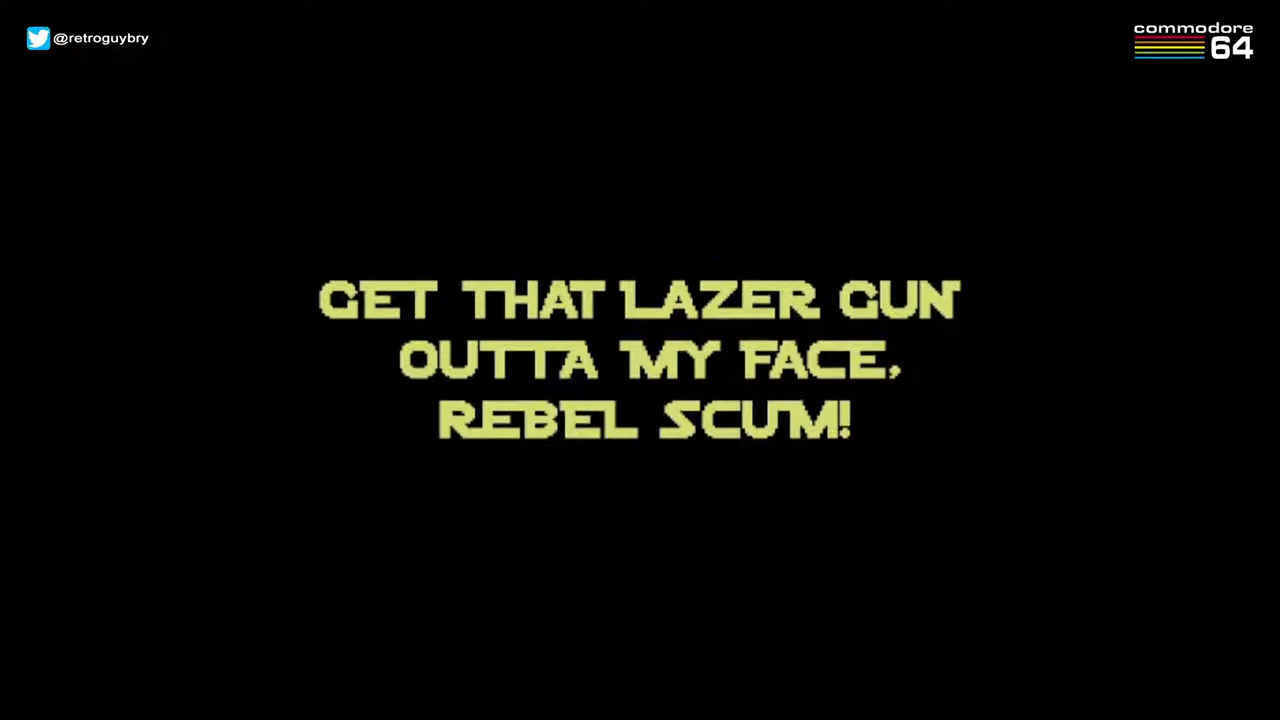 @retroguybry
commodore
64
GET THAT LAZER GUN
OUTTA MY FACE,
REBEL SCUM!